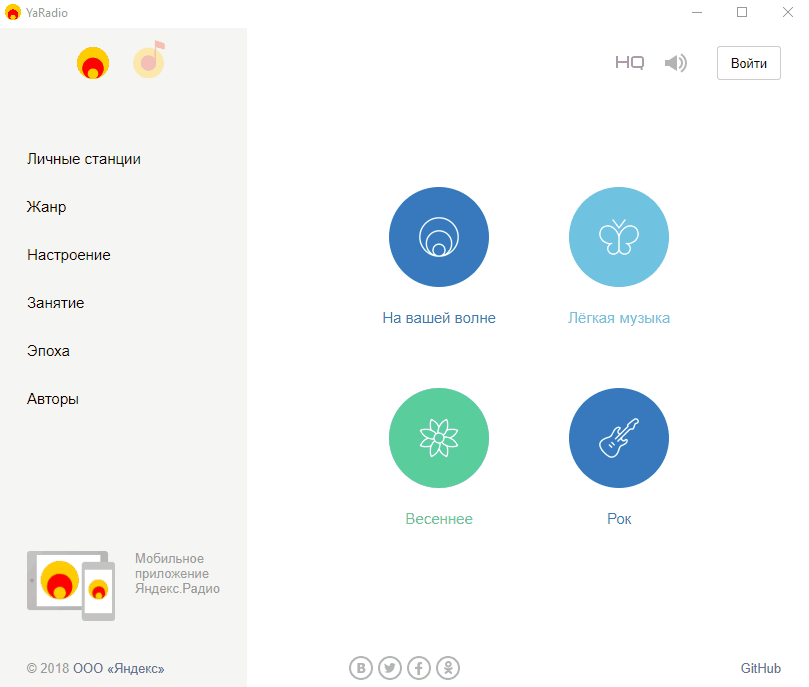 YaRadio
HQ
Войти
Личные станции
Жанр
Настроение
Занятие
Эпоха
Авторы
На вашей волне
Лёгкая музыка
Весеннее
Рок
Мобильное
приложение
Яндекс.Радио
© 2018 ООО «Яндекс»
GitHub